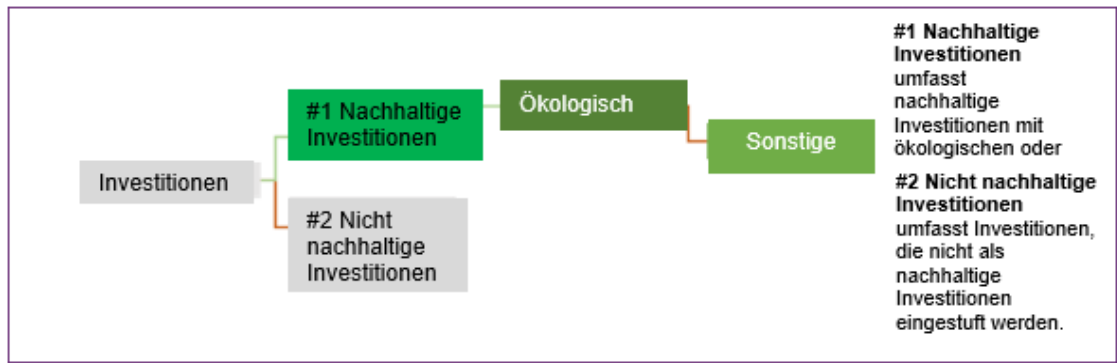 Investitionen
#1 Nachhaltige
Investitionen
#2 Nicht
nachhaltige
Investitionen
Ökologisch
Sonstige
#1 Nachhaltige
Investitionen
umfasst
nachhaltige
Investitionen mit
ökologischen oder
#2 Nicht nachhaltige
Investitionen
umfasst Investitionen,
die nicht als
nachhaltige
Investitionen
eingestuft werden.